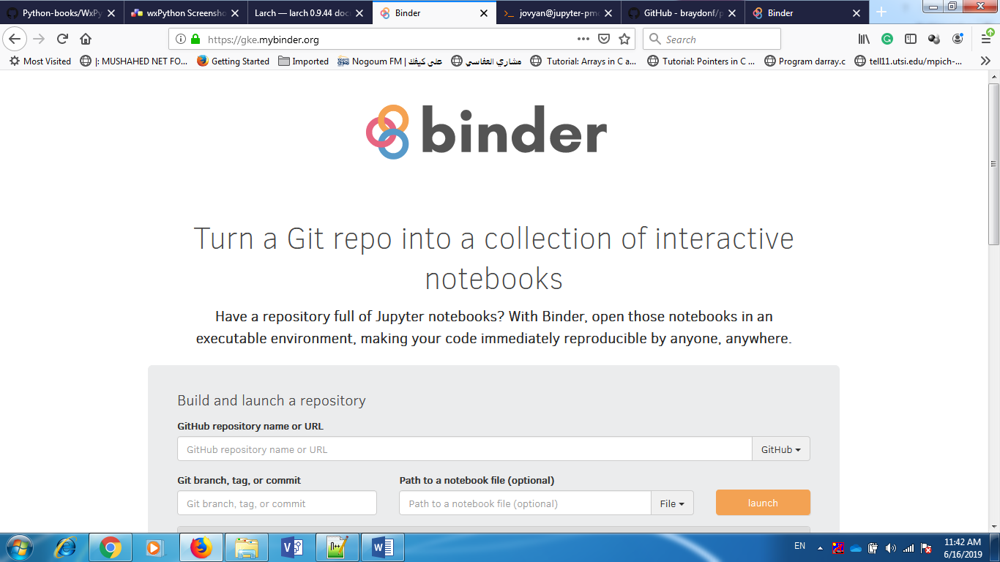 Python-books/WxPy
wxPython Screensho
Larch — larch 0.9.44 doc
Binder
jovyan@jupyter-pmo
GitHub - braydonf/p
Binder
https://gke.mybinder.org
Search
Most Visited
|: MUSHAHED NET FO...
Getting Started
Imported
Nogoum FM | على كيفك
مشاري العفاسي
Tutorial: Arrays in C a...
Tutorial: Pointers in C ...
Program darray.c
tell11.utsi.edu/mpich-...
binder
Turn a Git repo into a collection of interactive
notebooks
Have a repository full of Jupyter notebooks? With Binder, open those notebooks in an
executable environment, making your code immediately reproducible by anyone, anywhere.
Build and launch a repository
GitHub repository name or URL
GitHub repository name or URL
GitHub
Git branch, tag, or commit
Path to a notebook file (optional)
Git branch, tag, or commit
Path to a notebook file (optional)
File
launch
EN
11:42 AM
6/16/2019